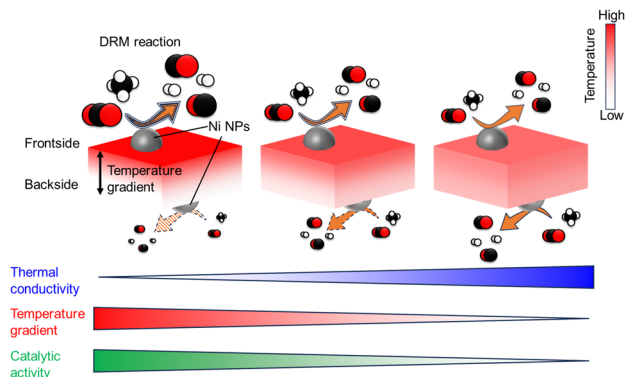 High
DRM reaction
Temperature
Low
Ni NPs
Frontside
Temperature
gradient
Backside
Thermal
conductivity
Temperature
gradient
Catalytic
activity